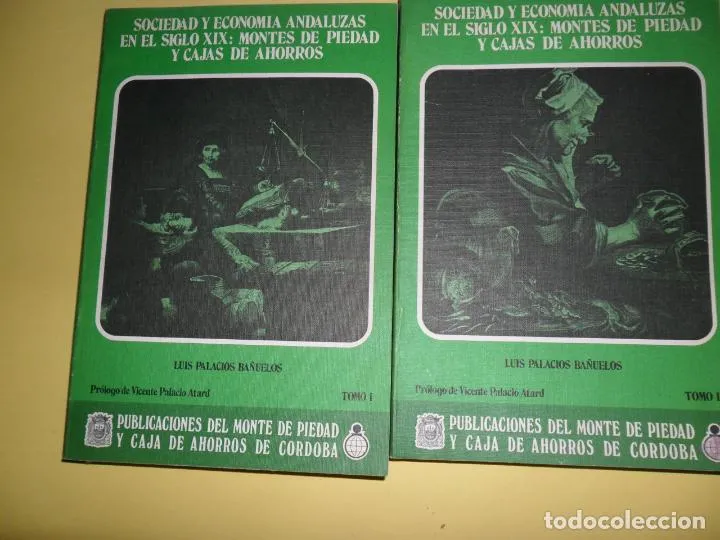 SOCIEDAD Y ECONOMIA ANDALUZAS
EN EL SIGLO XIX: MONTES DE PIEDAD
Y CAJAS DE AHORROS
LUIS PALACIOS BAÑUELOS
Prólogo de Vicente Palacio Atard
TOMO I
PUBLICACIONES DEL MONTE DE PIEDAD
Y CAJA DE AHORROS DE CORDOBA
SOCIEDAD Y ECONOMIA ANDALUZAS
EN EL SIGLO XIX: MONTES DE PIEDAD
Y CAJAS DE AHORROS
LUIS PALACIOS BAÑUELOS
Prólogo de Vicente Palacio Atard
TOMO
PUBLICACIONES DEL MONTE DE PIEDAD
Y CAJA DE AHORROS DE CORDOBA
todocoleccion.net